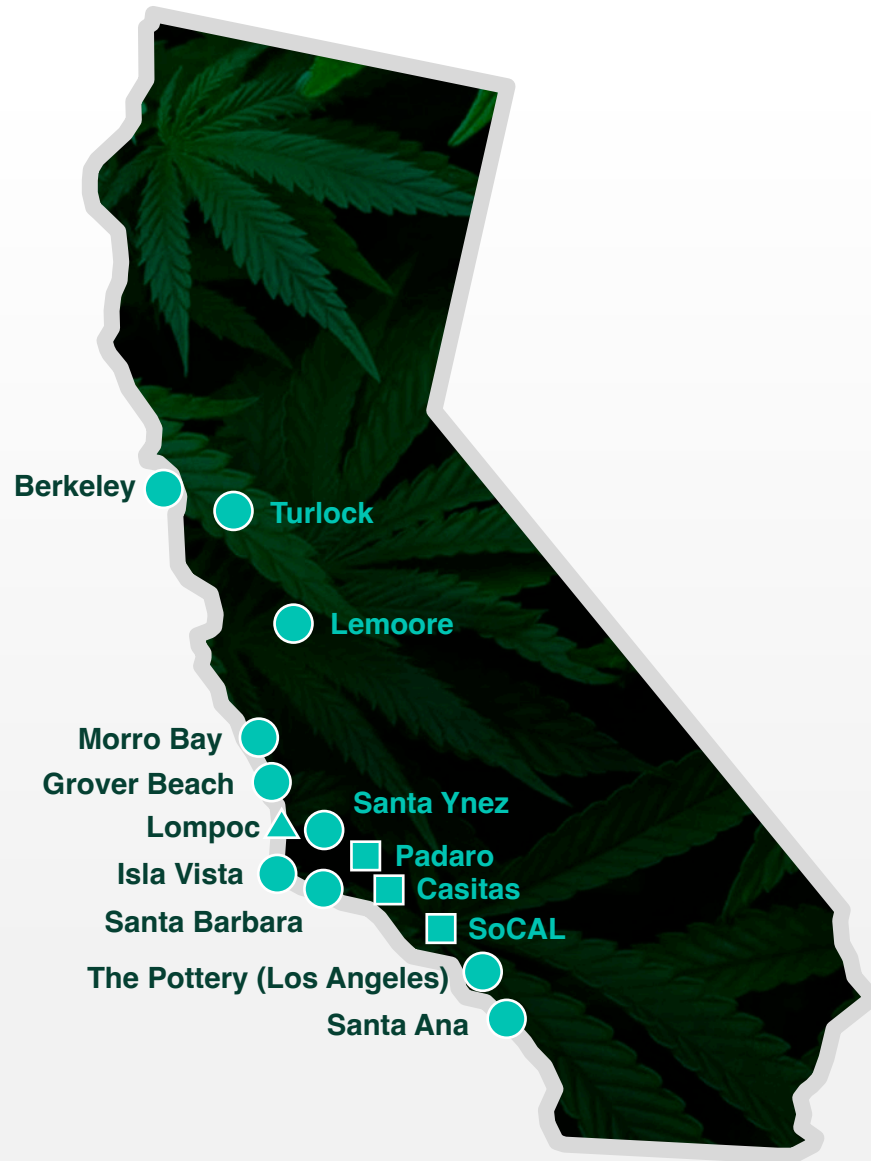 Berkeley
Turlock
Lemoore
Morro Bay
Grover Beach
Santa Ynez
Lompoc
Padaro
Isla Vista
Casitas
Santa Barbara
SoCAL
The Pottery (Los Angeles)
Santa Ana